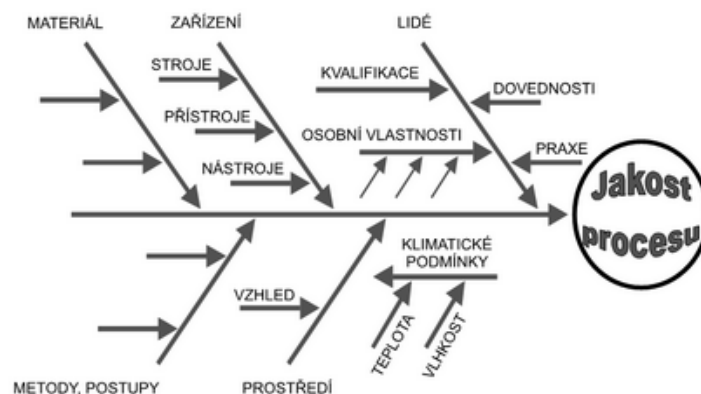 MATERIÁL
ZAŘÍZENÍ
LIDÉ
STROJE
KVALIFIKACE
DOVEDNOSTI
PŘÍSTROJE
OSOBNÍ VLASTNOSTI
PRAXE
NÁSTROJE
Jakost
procesu
KLIMATICKÉ
PODMÍNKY
VZHLED
TEPLOTA
VLHKOST
METODY, POSTUPY
PROSTŘEDÍ